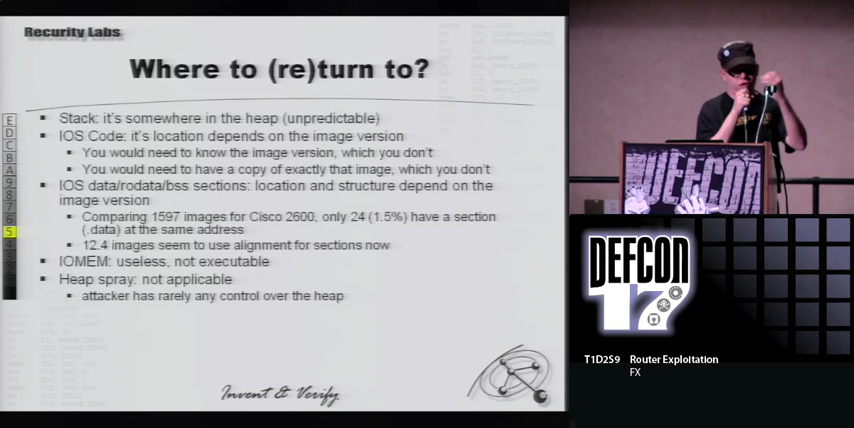 Recurity Labs
Where to (re)turn to?
Stack: it's somewhere in the heap (unpredictable)
IOS Code: it's location depends on the image version
You would need to know the image version, which you don't
You would need to have a copy of exactly that image, which you don't
IOS data/rodata/bss sections: location and structure depend on the
image version
Comparing 1597 images for Cisco 2600, only 24 (1.5%) have a section
(.data) at the same address
12.4 images seem to use alignment for sections now
IOMEM: useless, not executable
Heap spray: not applicable
attacker has rarely any control over the heap
E
D
C
B
A
9
8
7
6
5
4
Invent & Verify
DEFCON
DEFCON
17
T1D2S9 Router Exploitation
FX